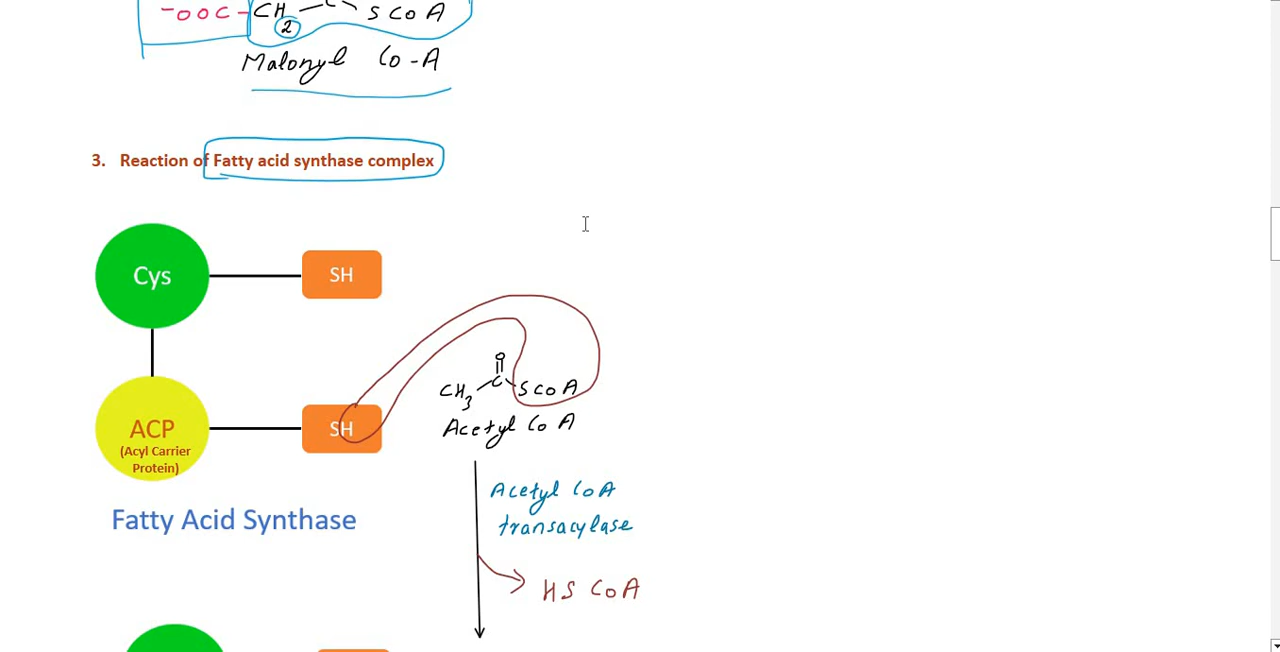 ⁻OOC-CH2 - C SCoA
Malonyl Co-A
3. Reaction of Fatty acid synthase complex
Cys SH
O
CH3 C SCoA
ACP SH
(Acyl Carrier
Protein)
Acetyl CoA
Acetyl CoA
transacylase
Fatty Acid Synthase
HS CoA